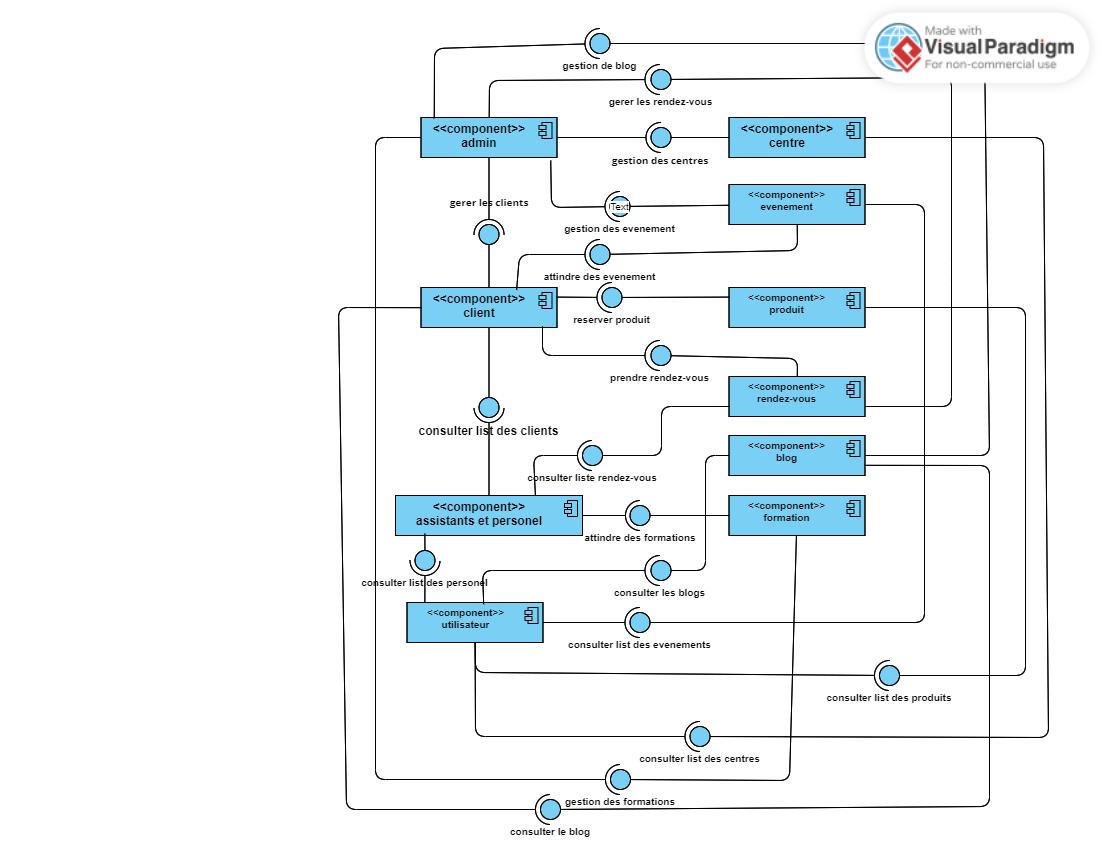 Made with
Visual Paradigm
For non-commercial use
gestion de blog
gerer les rendez-vous
<<component>>
admin
<<component>>
centre
gestion des centres
<<component>>
evenement
gerer les clients
Text
gestion des evenement
attindre des evenement
<<component>>
client
<<component>>
produit
reserver produit
prendre rendez-vous
<<component>>
rendez-vous
consulter list des clients
<<component>>
blog
consulter liste rendez-vous
<<component>>
assistants et personel
<<component>>
formation
attindre des formations
consulter list des personel
consulter les blogs
<<component>>
utilisateur
consulter list des evenements
consulter list des produits
consulter list des centres
gestion des formations
consulter le blog